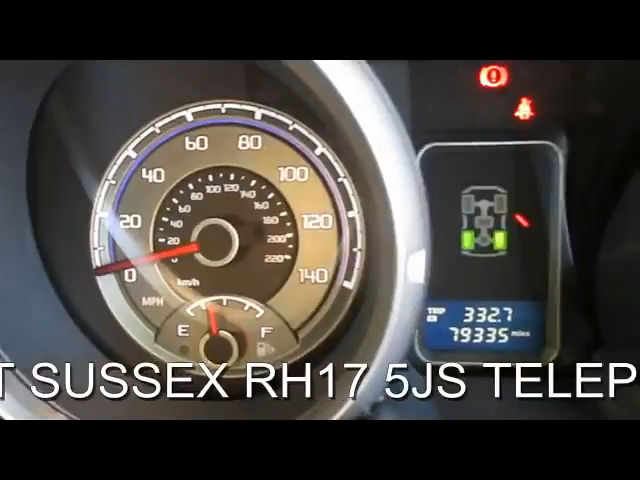 0 20 40 60 80 100 120 140
MPH
20 40 60 80 100 120 140 160 180 200 220
km/h
E F
TRIP
332.7
79335 miles
T SUSSEX RH17 5JS TELEP